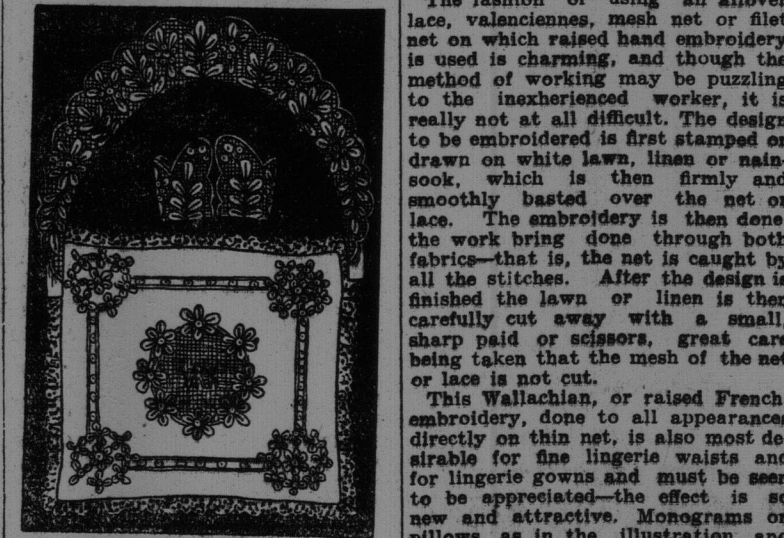 The fashion of using an allover
lace, valenciennes, mesh net or filet
net on which raised hand embroidery
is used is charming, and though the
method of working may be puzzling
to the inexherienced worker, it is
really not at all difficult. The design
to be embroidered is first stamped or
drawn on white lawn, linen or nain-
sook, which is then firmly and
smoothly basted over the net or
lace. The embroidery is then done,
the work bring done through both
fabrics—that is, the net is caught by
all the stitches. After the design is
finished the lawn or linen is then
carefully cut away with a small,
sharp paid or scissors, great care
being taken that the mesh of the net
or lace is not cut.
This Wallachian, or raised French
embroidery, done to all appearances
directly on thin net, is also most de-
sirable for fine lingerie waists and
for lingerie gowns and must be seen
to be appreciated—the effect is so
new and attractive. Monograms on
pillows, as in the illustration, and